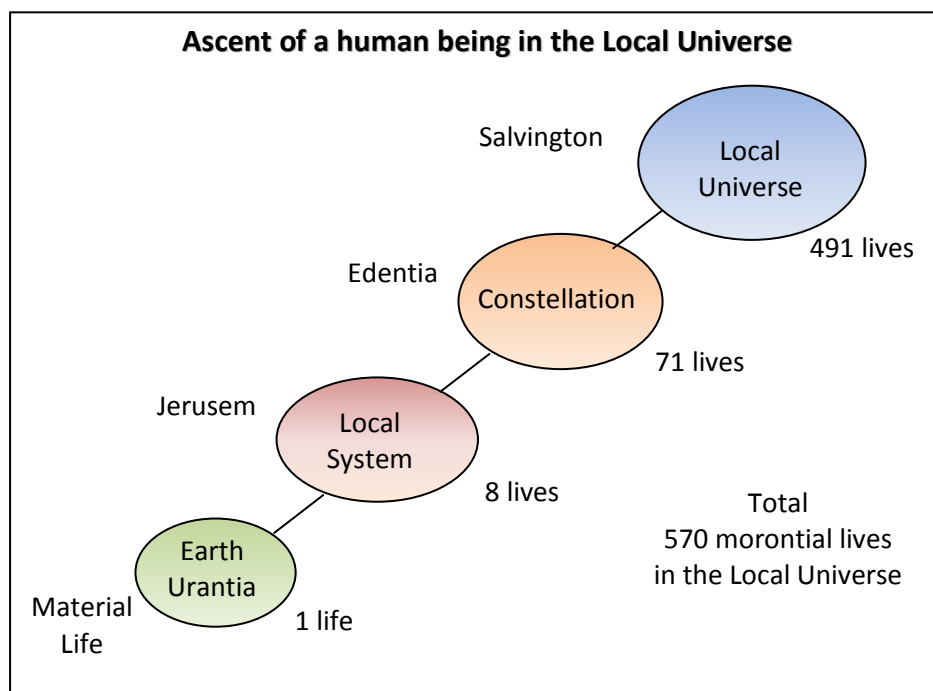 Ascent of a human being in the Local Universe
Salvington
Local
Universe
491 lives
Edentia
Constellation
71 lives
Jerusem
Local
System
8 lives
Total
570 morontial lives
in the Local Universe
Earth
Urantia
Material
Life
1 life